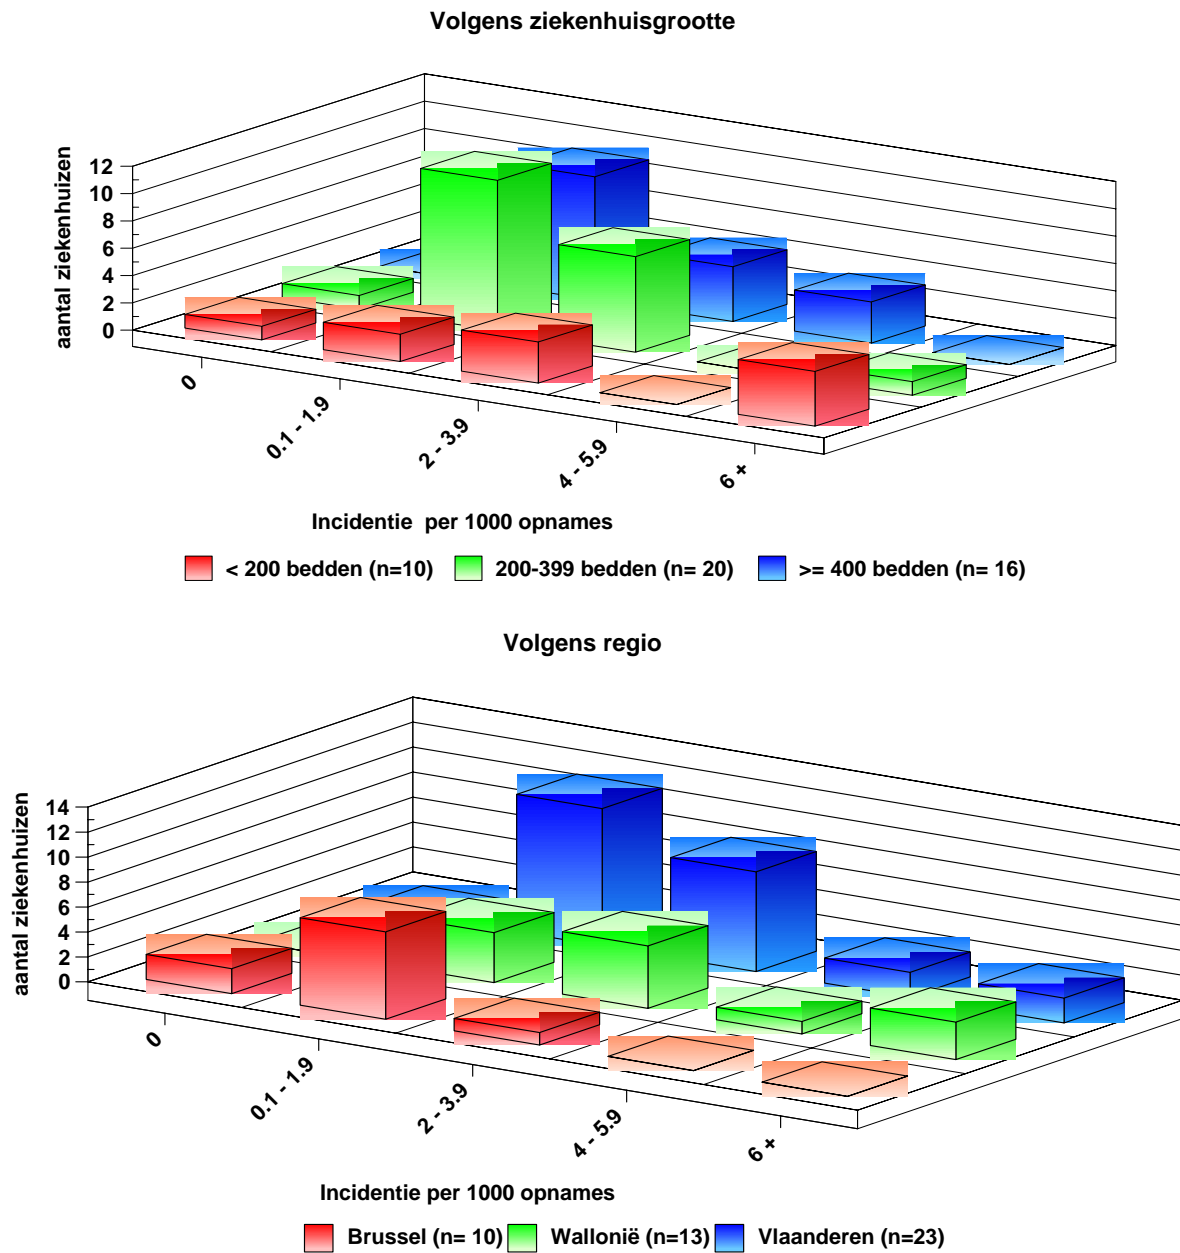 Volgens ziekenhuisgrootte
aantal ziekenhuizen
12
10
8
6
4
2
0
0
0.1 - 1.9
2 - 3.9
4 - 5.9
6 +
Incidentie per 1000 opnames
< 200 bedden (n=10) 200-399 bedden (n= 20) >= 400 bedden (n= 16)
Volgens regio
aantal ziekenhuizen
14
12
10
8
6
4
2
0
0
0.1 - 1.9
2 - 3.9
4 - 5.9
6 +
Incidentie per 1000 opnames
Brussel (n= 10) Wallonië (n=13) Vlaanderen (n=23)